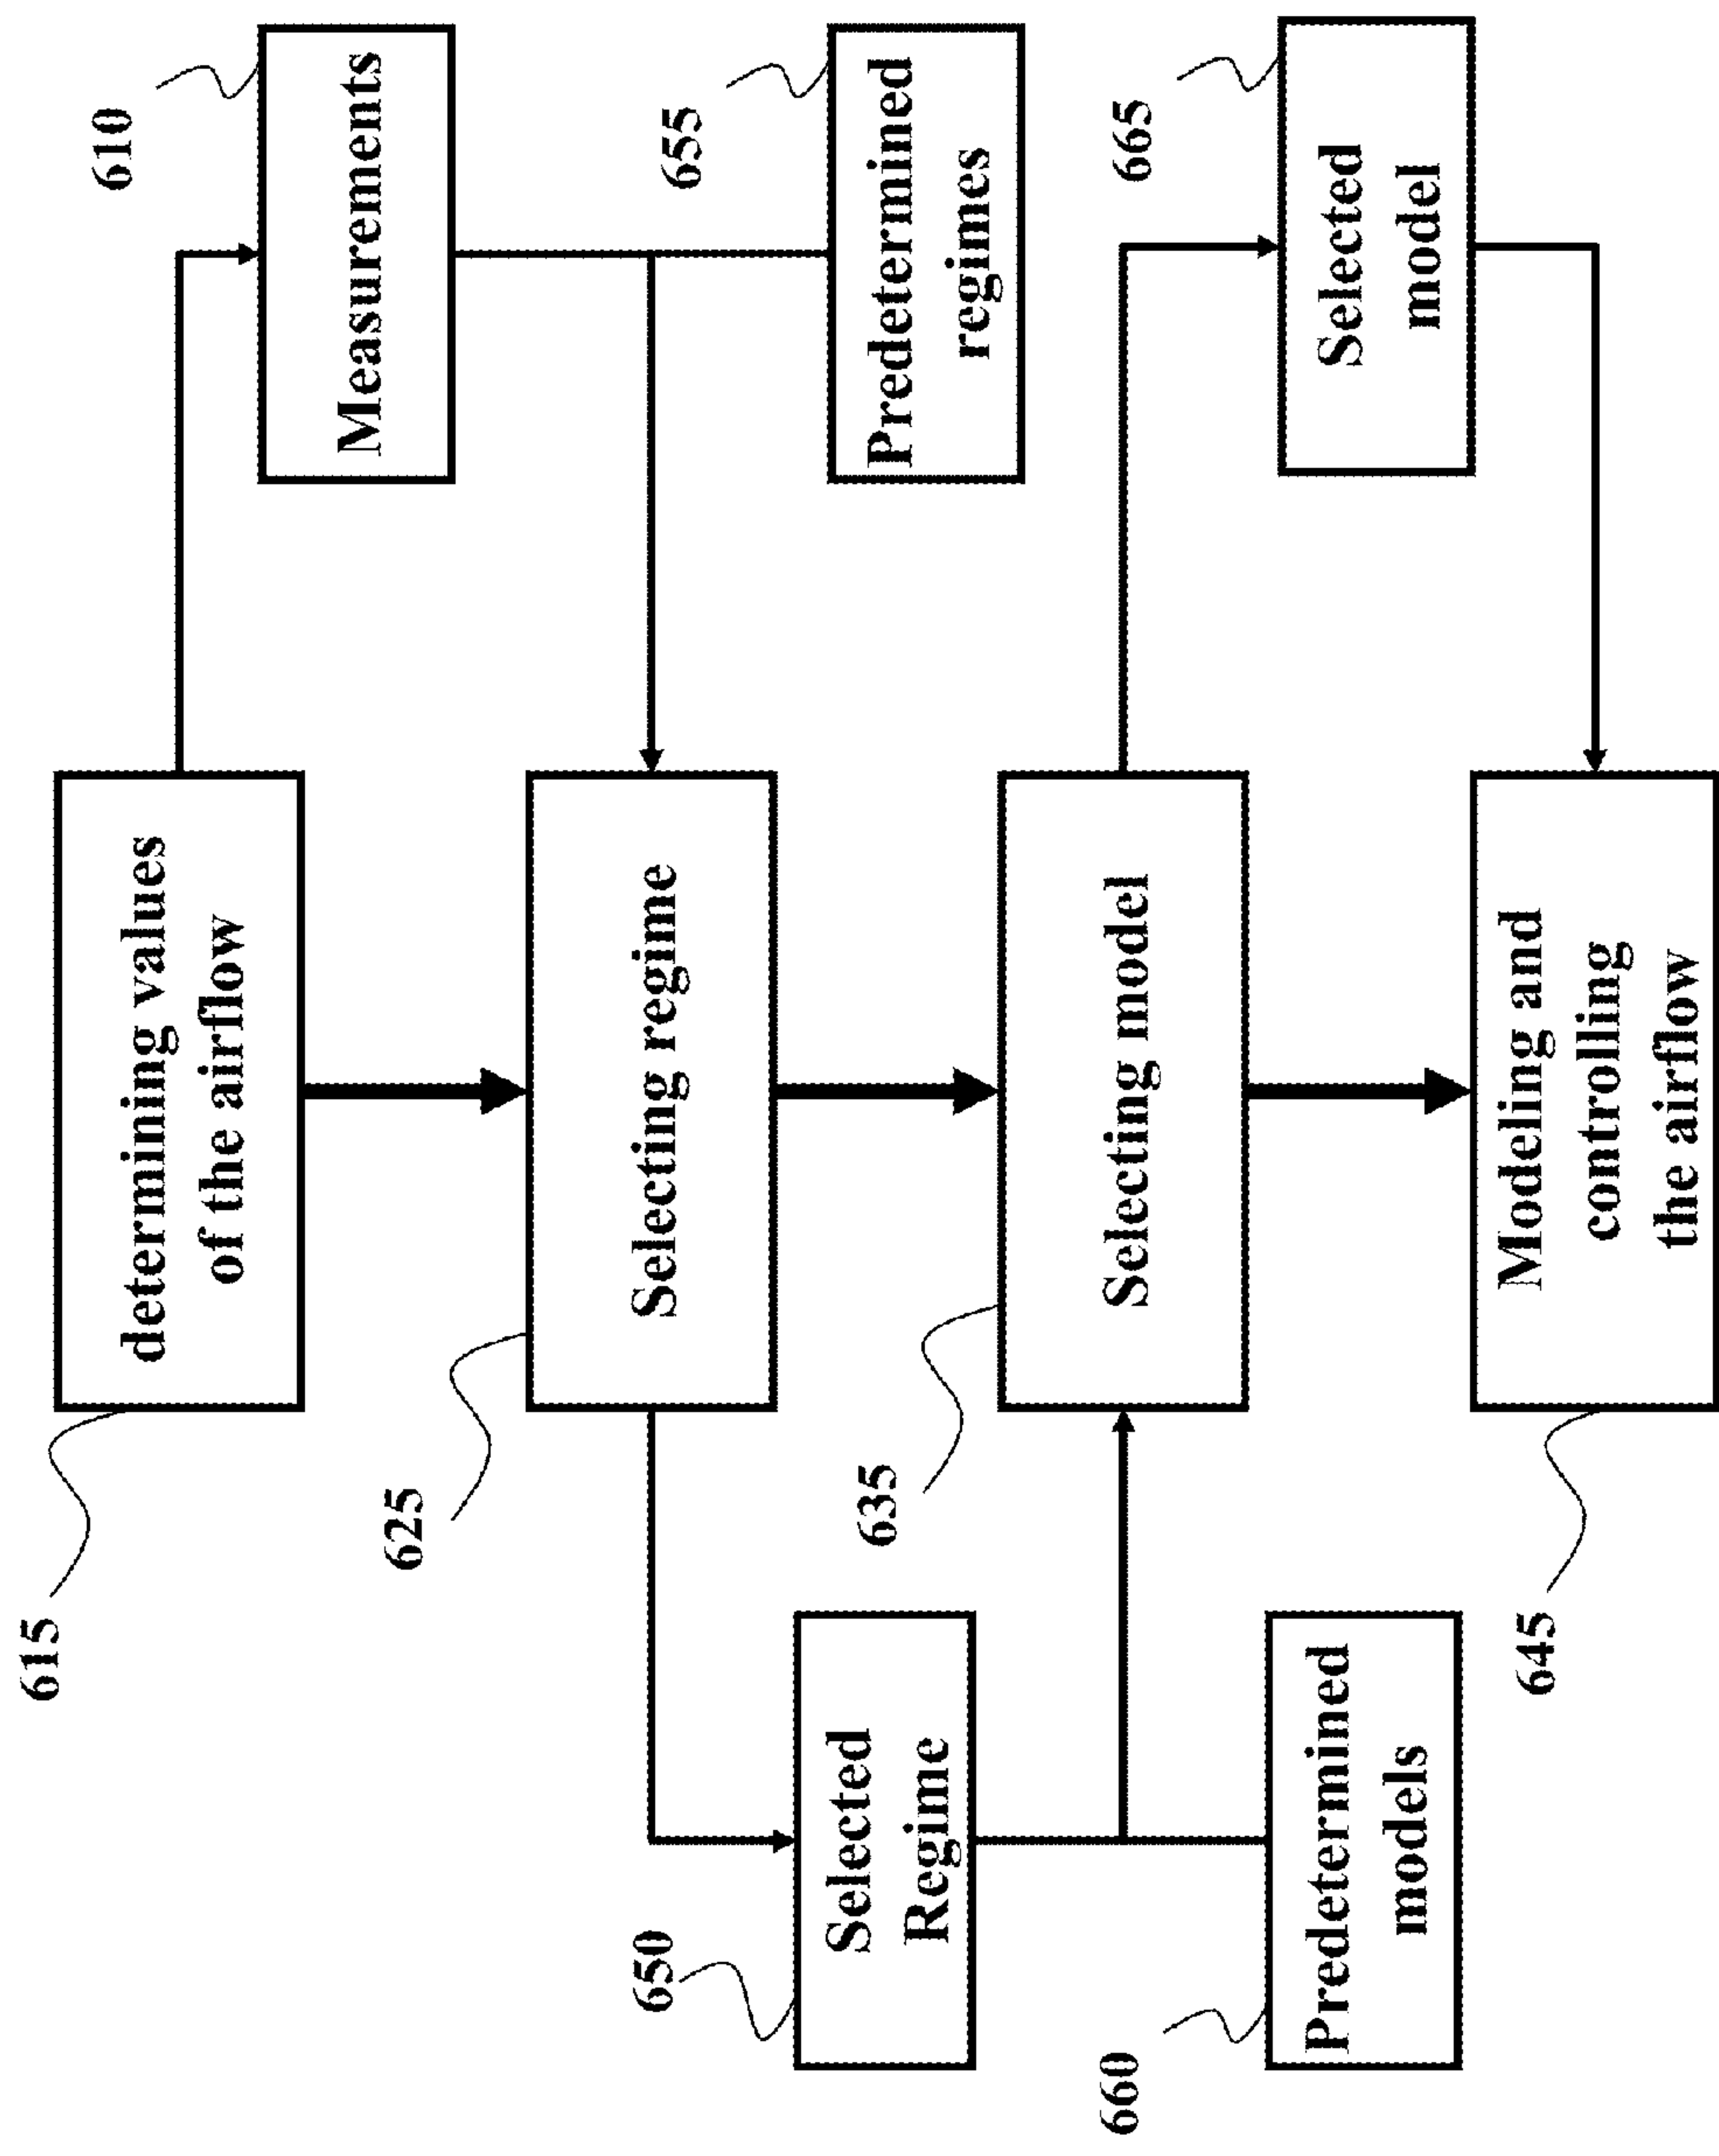 615
determining values
of the airflow
610
Measurements
625
Selecting regime
655
Predetermined
regimes
650
Selected
Regime
635
Selecting model
660
Predetermined
models
665
Selected
model
645
Modeling and
controlling
the airflow